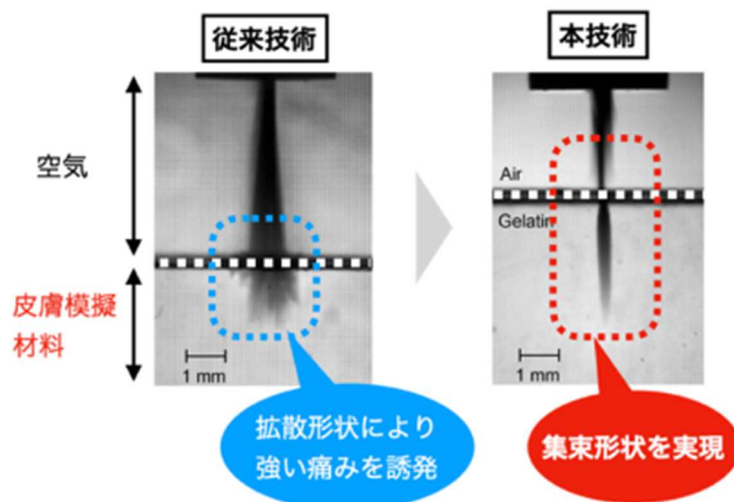 従来技術
本技術
空気
Air
Gelatin
皮膚模擬
材料
1 mm
1 mm
拡散形状により
強い痛みを誘発
集束形状を実現